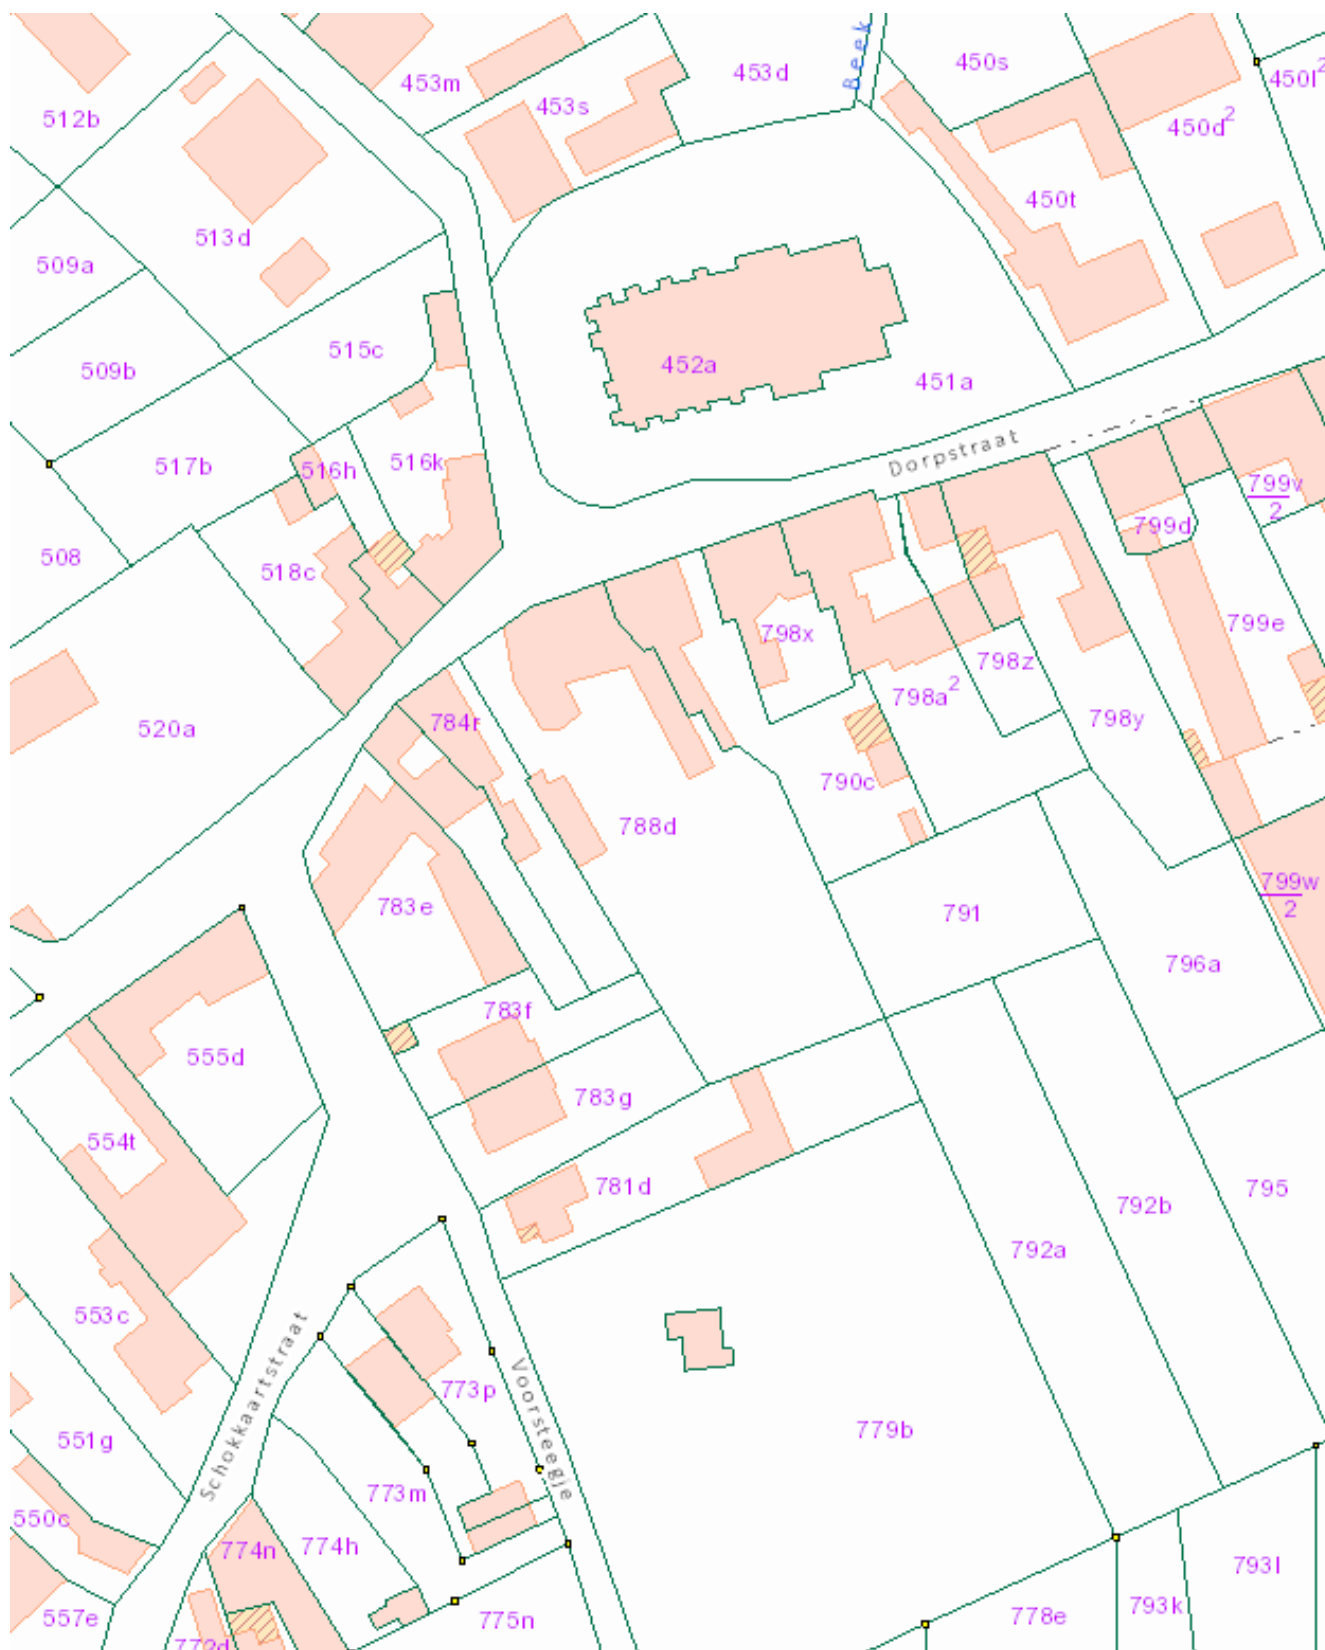 Beek
453m
453d
450s
450l²
512b
453s
450d²
450t
513d
509a
515c
509b
452a
451a
Dorpstraat
517b
516h
516k
799v
2
799d
508
518c
798x
799e
798z
798a²
798y
520a
784r
790c
788d
799w
2
783e
791
796a
783f
555d
783g
554t
781d
795
792b
792a
553c
Schokkaartstraat
Voorsteegje
773p
779b
551g
773m
550c
774n
774h
793l
557e
775n
778e
793k
772d